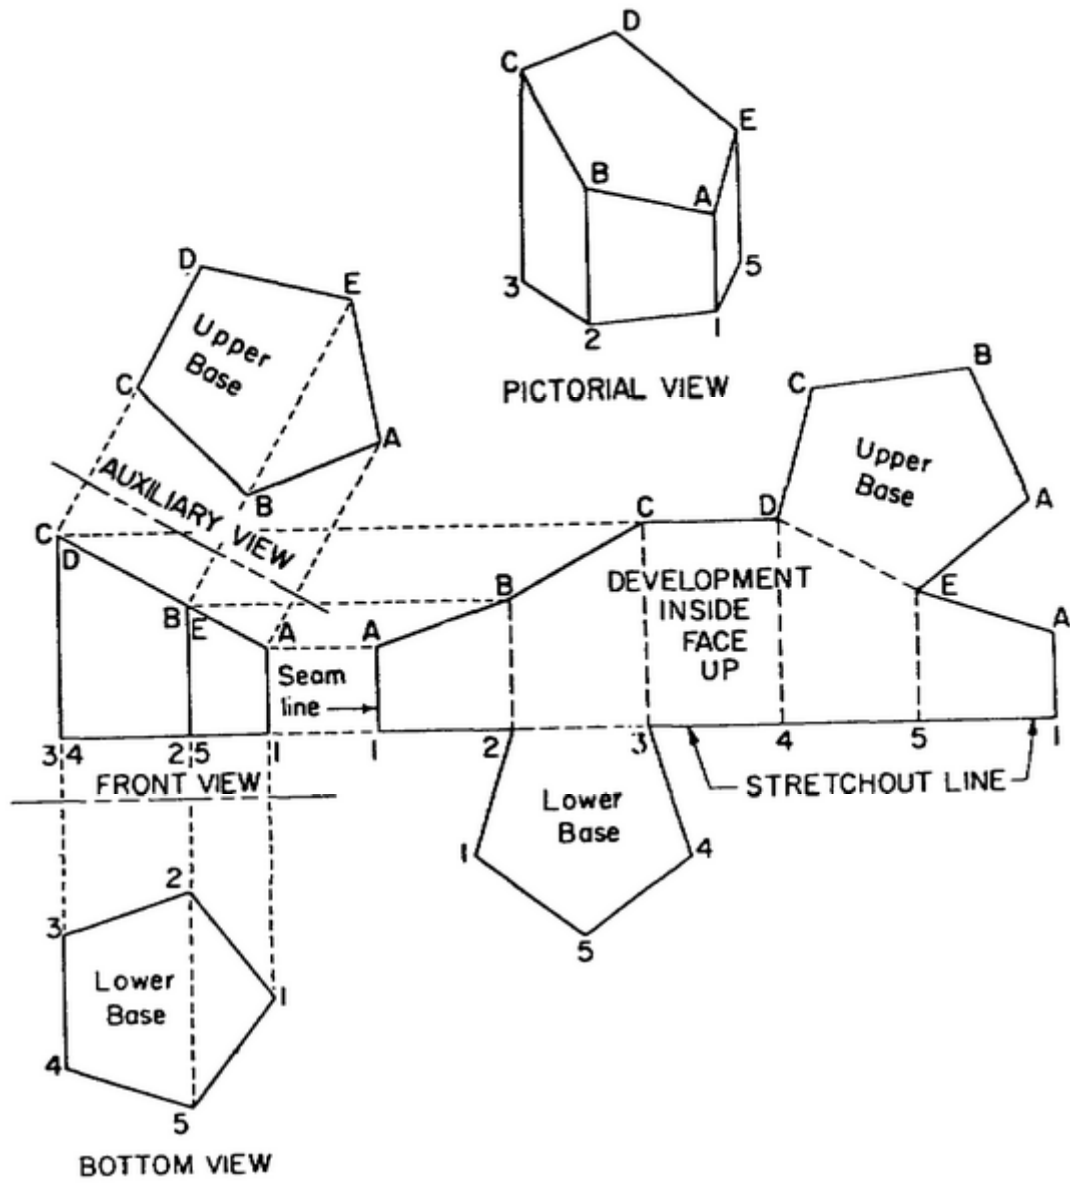 D
C
E
B
A
5
3
2
1
PICTORIAL VIEW
D
E
Upper
Base
C
A
B
AUXILIARY VIEW
B
C
Upper
Base
A
D
E
A
C
D
B
E
A
Seam
line
3 4
2 5
1
FRONT VIEW
A
B
C
DEVELOPMENT
INSIDE
FACE
UP
1
2
3
4
5
1
STRETCHOUT LINE
Lower
Base
1
4
5
2
3
Lower
Base
1
4
5
BOTTOM VIEW